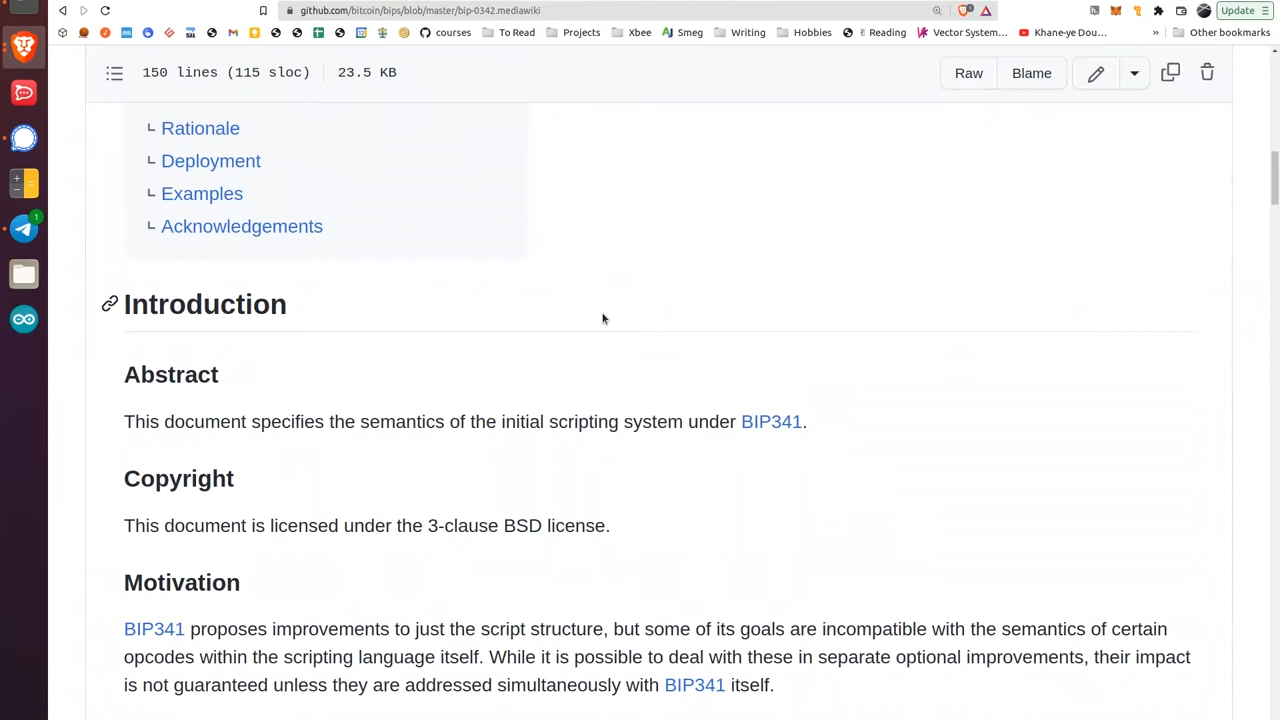 github.com/bitcoin/bips/blob/master/bip-0342.mediawiki
1
Update
courses
To Read
Projects
Xbee
Smeg
Writing
Hobbies
Reading
Vector System...
Khane-ye Dou...
»
Other bookmarks
150 lines (115 sloc)
23.5 KB
Raw
Blame
Rationale
Deployment
Examples
Acknowledgements
1
Introduction
Abstract
This document specifies the semantics of the initial scripting system under BIP341.
Copyright
This document is licensed under the 3-clause BSD license.
Motivation
BIP341 proposes improvements to just the script structure, but some of its goals are incompatible with the semantics of certain
opcodes within the scripting language itself. While it is possible to deal with these in separate optional improvements, their impact
is not guaranteed unless they are addressed simultaneously with BIP341 itself.